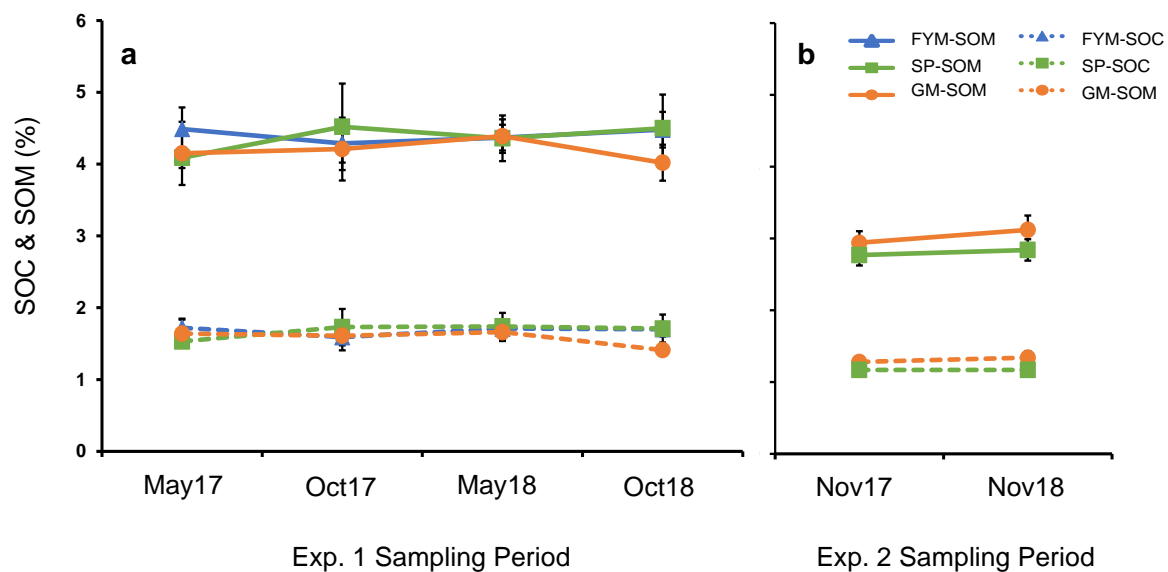 a
b
FYM-SOM
FYM-SOC
SP-SOM
SP-SOC
GM-SOM
GM-SOM
SOC & SOM (%)
6
5
4
3
2
1
0
May17
Oct17
May18
Oct18
Nov17
Nov18
Exp. 1 Sampling Period
Exp. 2 Sampling Period